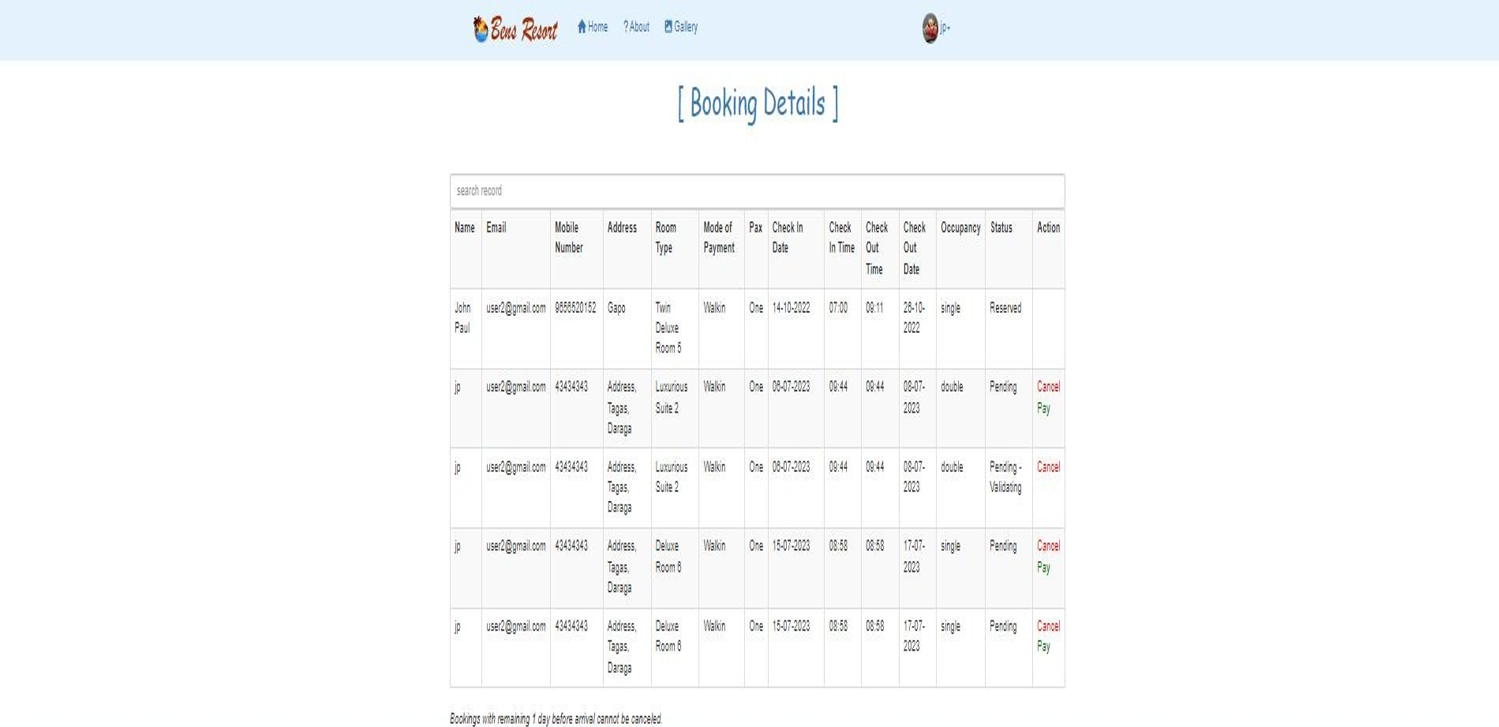 Bens Resort Home ? About Gallery jp
[ Booking Details ]
search record
Name Email Mobile Number Address Room Type Mode of Payment Pax Check In Date Check In Time Check Out Time Check Out Date Occupancy Status Action
John Paul user2@gmail.com 9656520152 Gapo Twin Deluxe Room 5 Walkin One 14-10-2022 07:00 09:11 26-10-2022 single Reserved
jp user2@gmail.com 43434343 Address, Tagas, Daraga Luxurious Suite 2 Walkin One 06-07-2023 09:44 09:44 08-07-2023 double Pending Cancel Pay
jp user2@gmail.com 43434343 Address, Tagas, Daraga Luxurious Suite 2 Walkin One 06-07-2023 09:44 09:44 08-07-2023 double Pending - Validating Cancel
jp user2@gmail.com 43434343 Address, Tagas, Daraga Deluxe Room 6 Walkin One 15-07-2023 08:58 08:58 17-07-2023 single Pending Cancel Pay
jp user2@gmail.com 43434343 Address, Tagas, Daraga Deluxe Room 6 Walkin One 15-07-2023 08:58 08:58 17-07-2023 single Pending Cancel Pay
Bookings with remaining 1 day before arrival cannot be canceled.